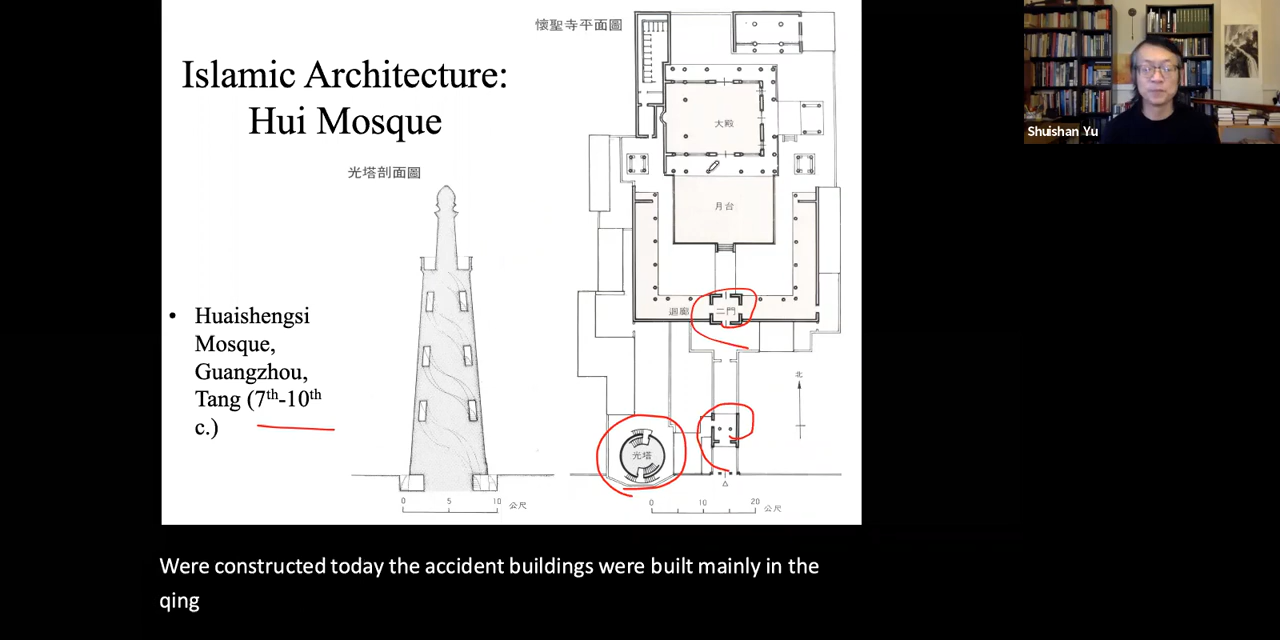 Islamic Architecture:
Hui Mosque
光塔剖面圖
• Huaishengsi
Mosque,
Guangzhou,
Tang (7th-10th
c.)
0 5 10 公尺
懷聖寺平面圖
大殿
月台
迴廊
二門
北
光塔
0 10 20 公尺
Shuishan Yu
Were constructed today the accident buildings were built mainly in the
qing